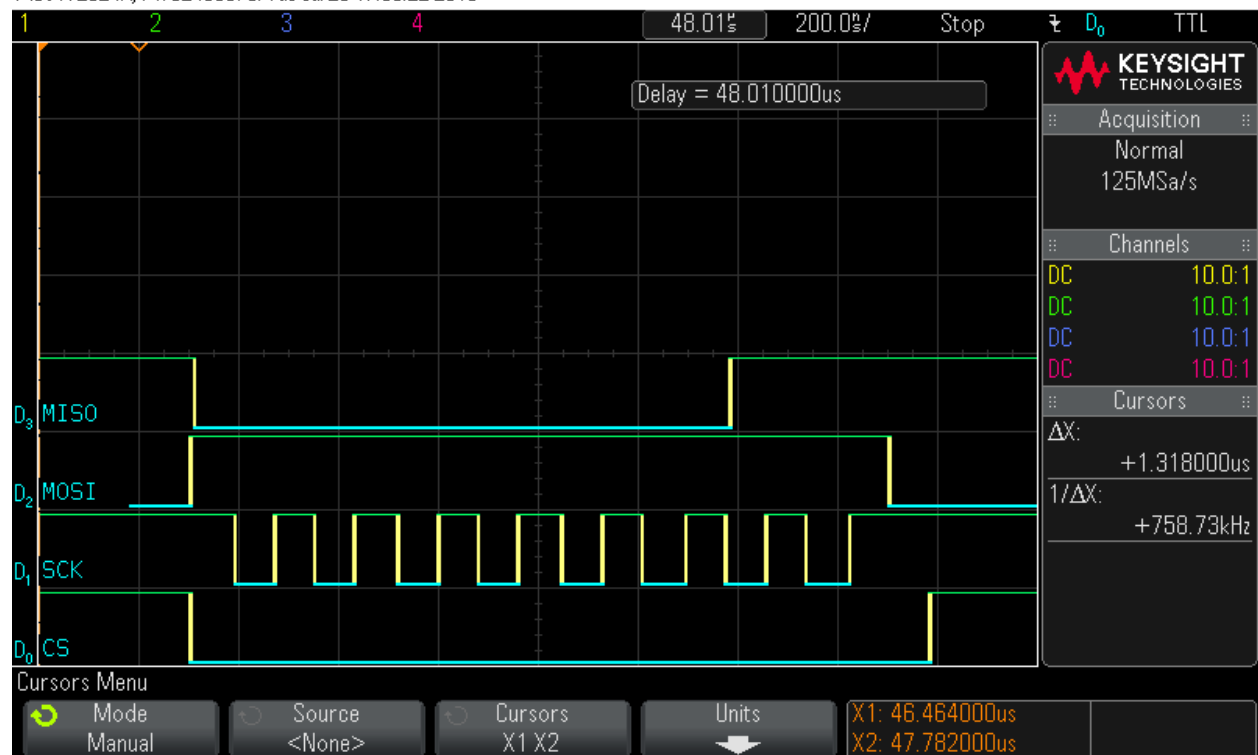 1 2 3 4 48.01µs 200.0ns/ Stop D0 TTL
Delay = 48.010000us
KEYSIGHT
TECHNOLOGIES
Acquisition
Normal
125MSa/s
Channels
DC 10.0:1
DC 10.0:1
DC 10.0:1
DC 10.0:1
Cursors
ΔX:
+1.318000us
1/ΔX:
+758.73kHz
D3 MISO
D2 MOSI
D1 SCK
D0 CS
Cursors Menu
Mode Source Cursors Units X1: 46.464000us
Manual <None> X1 X2 X2: 47.782000us